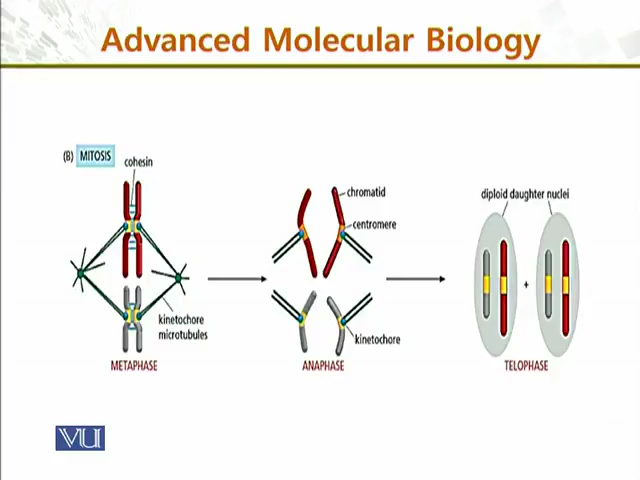 Advanced Molecular Biology
(B) MITOSIS
cohesin
kinetochore
microtubules
METAPHASE
chromatid
centromere
kinetochore
ANAPHASE
diploid daughter nuclei
+
TELOPHASE
VU